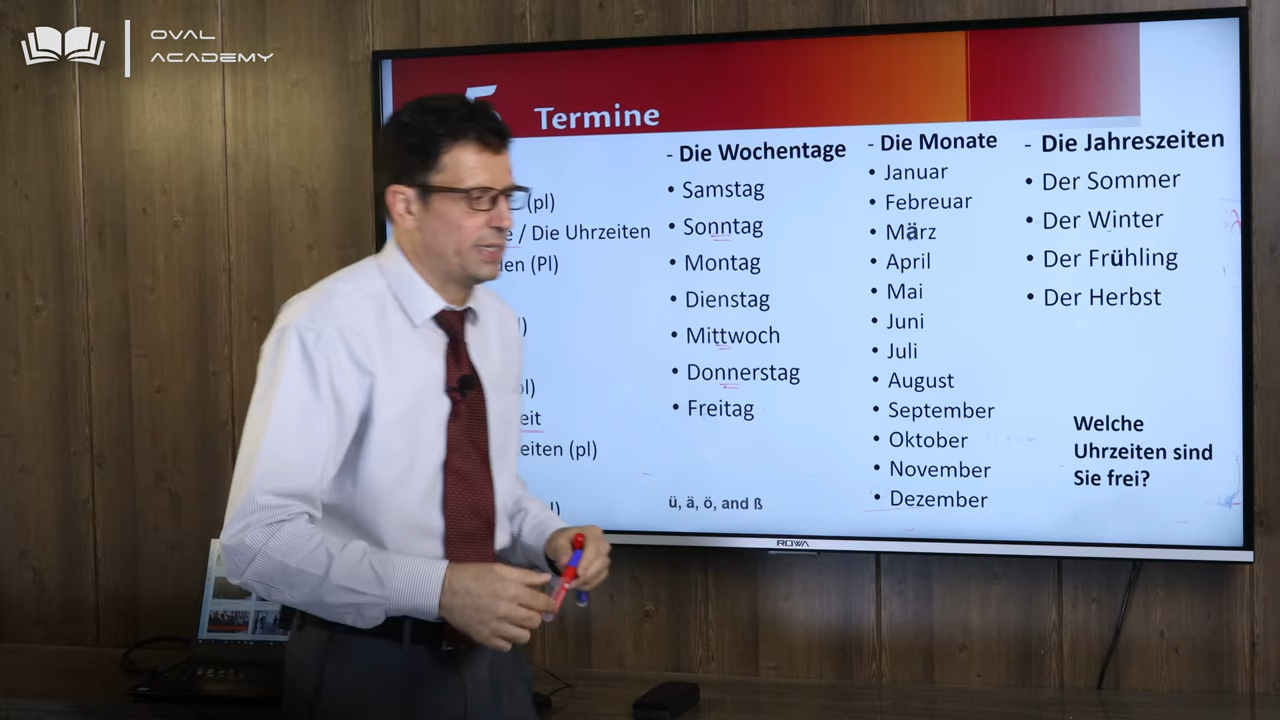 OVAL
ACADEMY
5 Termine
(pl)
/ Die Uhrzeiten
(Pl)
eit
eiten (pl)
- Die Wochentage
• Samstag
• Sonntag
• Montag
• Dienstag
• Mittwoch
• Donnerstag
• Freitag
ü, ä, ö, and ß
- Die Monate
• Januar
• Febreuar
• März
• April
• Mai
• Juni
• Juli
• August
• September
• Oktober
• November
• Dezember
- Die Jahreszeiten
• Der Sommer
• Der Winter
• Der Frühling
• Der Herbst
Welche
Uhrzeiten sind
Sie frei?
ROWA